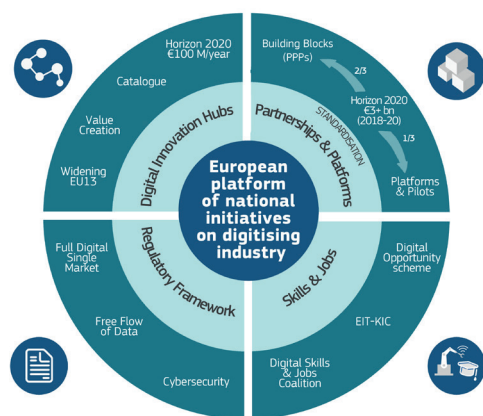 Horizon 2020
€100 M/year
Catalogue
Value
Creation
Widening
EU13
Digital Innovation Hubs
Building Blocks
(PPPs)
2/3
Horizon 2020
€3+ bn
(2018-20)
1/3
Platforms
& Pilots
STANDARDISATION
Partnerships & Platforms
European
platform
of national
initiatives
on digitising
industry
Full Digital
Single
Market
Free Flow
of Data
Cybersecurity
Regulatory Framework
Skills & Jobs
Digital
Opportunity
scheme
EIT-KIC
Digital Skills
& Jobs
Coalition